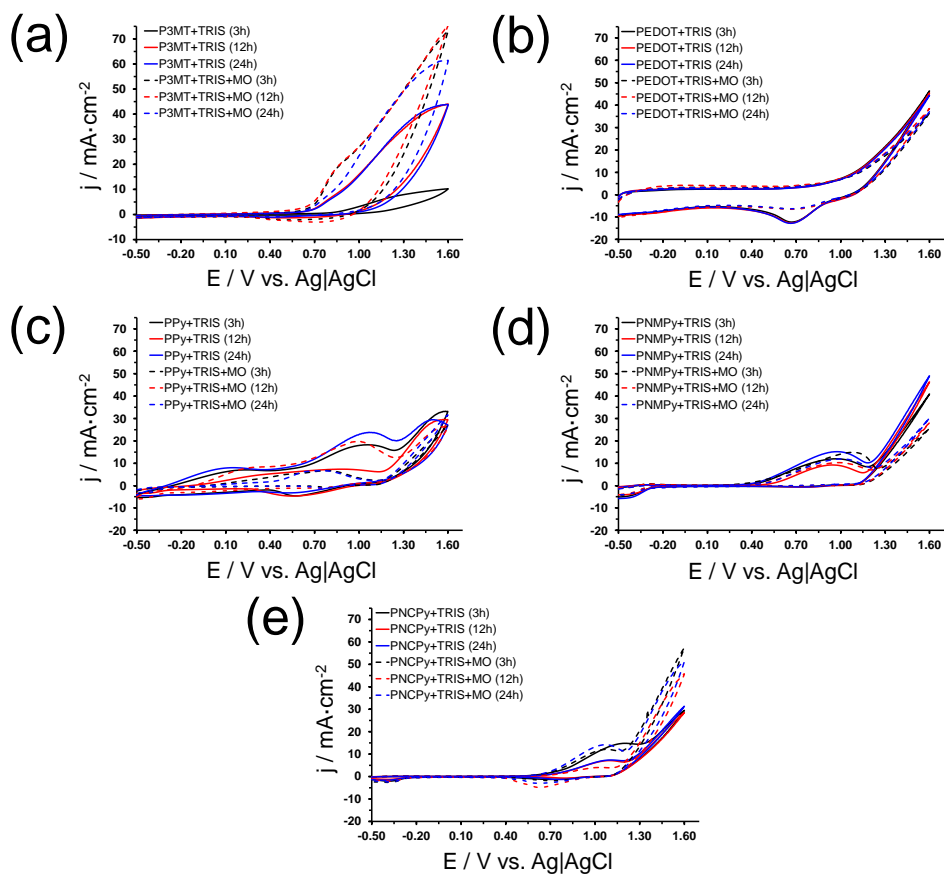 (a)
P3MT+TRIS (3h)
P3MT+TRIS (12h)
P3MT+TRIS (24h)
P3MT+TRIS+MO (3h)
P3MT+TRIS+MO (12h)
P3MT+TRIS+MO (24h)
j / mA·cm-2
70
60
50
40
30
20
10
0
-10
-0.50 -0.20 0.10 0.40 0.70 1.00 1.30 1.60
E / V vs. Ag|AgCl
(b)
PEDOT+TRIS (3h)
PEDOT+TRIS (12h)
PEDOT+TRIS (24h)
PEDOT+TRIS+MO (3h)
PEDOT+TRIS+MO (12h)
PEDOT+TRIS+MO (24h)
j / mA·cm-2
70
60
50
40
30
20
10
0
-10
-20
-0.50 -0.20 0.10 0.40 0.70 1.00 1.30 1.60
E / V vs. Ag|AgCl
(c)
PPy+TRIS (3h)
PPy+TRIS (12h)
PPy+TRIS (24h)
PPy+TRIS+MO (3h)
PPy+TRIS+MO (12h)
PPy+TRIS+MO (24h)
j / mA·cm-2
70
60
50
40
30
20
10
0
-10
-20
-0.50 -0.20 0.10 0.40 0.70 1.00 1.30 1.60
E / V vs. Ag|AgCl
(d)
PNMPy+TRIS (3h)
PNMPy+TRIS (12h)
PNMPy+TRIS (24h)
PNMPy+TRIS+MO (3h)
PNMPy+TRIS+MO (12h)
PNMPy+TRIS+MO (24h)
j / mA·cm-2
70
60
50
40
30
20
10
0
-10
-20
-0.50 -0.20 0.10 0.40 0.70 1.00 1.30 1.60
E / V vs. Ag|AgCl
(e)
PNCPy+TRIS (3h)
PNCPy+TRIS (12h)
PNCPy+TRIS (24h)
PNCPy+TRIS+MO (3h)
PNCPy+TRIS+MO (12h)
PNCPy+TRIS+MO (24h)
j / mA·cm-2
70
60
50
40
30
20
10
0
-10
-20
-0.50 -0.20 0.10 0.40 0.70 1.00 1.30 1.60
E / V vs. Ag|AgCl